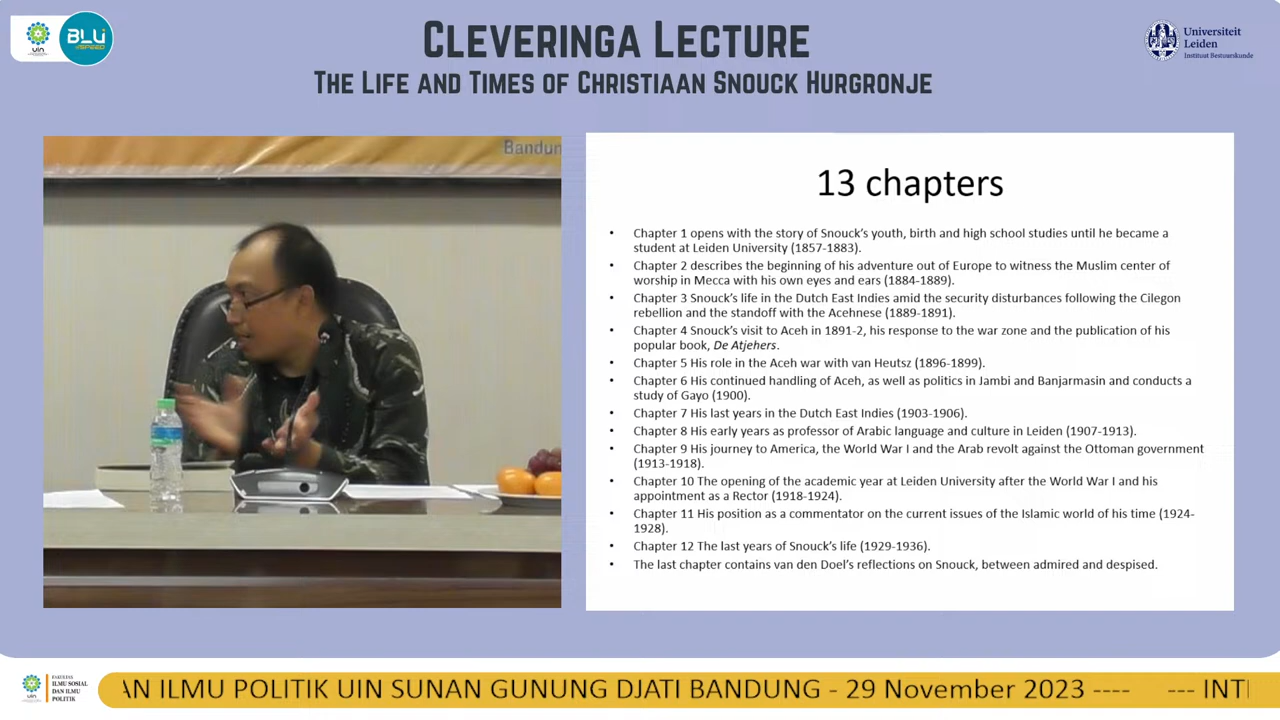 uin
BLU
SPEED
CLEVERINGA LECTURE
THE LIFE AND TIMES OF CHRISTIAAN SNOUCK HURGRONJE
Universiteit
Leiden
Instituut Bestuurskunde
Bandun
13 chapters
• Chapter 1 opens with the story of Snouck's youth, birth and high school studies until he became a
student at Leiden University (1857-1883).
• Chapter 2 describes the beginning of his adventure out of Europe to witness the Muslim center of
worship in Mecca with his own eyes and ears (1884-1889).
• Chapter 3 Snouck's life in the Dutch East Indies amid the security disturbances following the Cilegon
rebellion and the standoff with the Acehnese (1889-1891).
• Chapter 4 Snouck's visit to Aceh in 1891-2, his response to the war zone and the publication of his
popular book, De Atjehers.
• Chapter 5 His role in the Aceh war with van Heutsz (1896-1899).
• Chapter 6 His continued handling of Aceh, as well as politics in Jambi and Banjarmasin and conducts a
study of Gayo (1900).
• Chapter 7 His last years in the Dutch East Indies (1903-1906).
• Chapter 8 His early years as professor of Arabic language and culture in Leiden (1907-1913).
• Chapter 9 His journey to America, the World War I and the Arab revolt against the Ottoman government
(1913-1918).
• Chapter 10 The opening of the academic year at Leiden University after the World War I and his
appointment as a Rector (1918-1924).
• Chapter 11 His position as a commentator on the current issues of the Islamic world of his time (1924-
1928).
• Chapter 12 The last years of Snouck's life (1929-1936).
• The last chapter contains van den Doel's reflections on Snouck, between admired and despised.
uin
FAKULTAS
ILMU SOSIAL
DAN ILMU
POLITIK
AN ILMU POLITIK UIN SUNAN GUNUNG DJATI BANDUNG - 29 November 2023 ---- --- INT